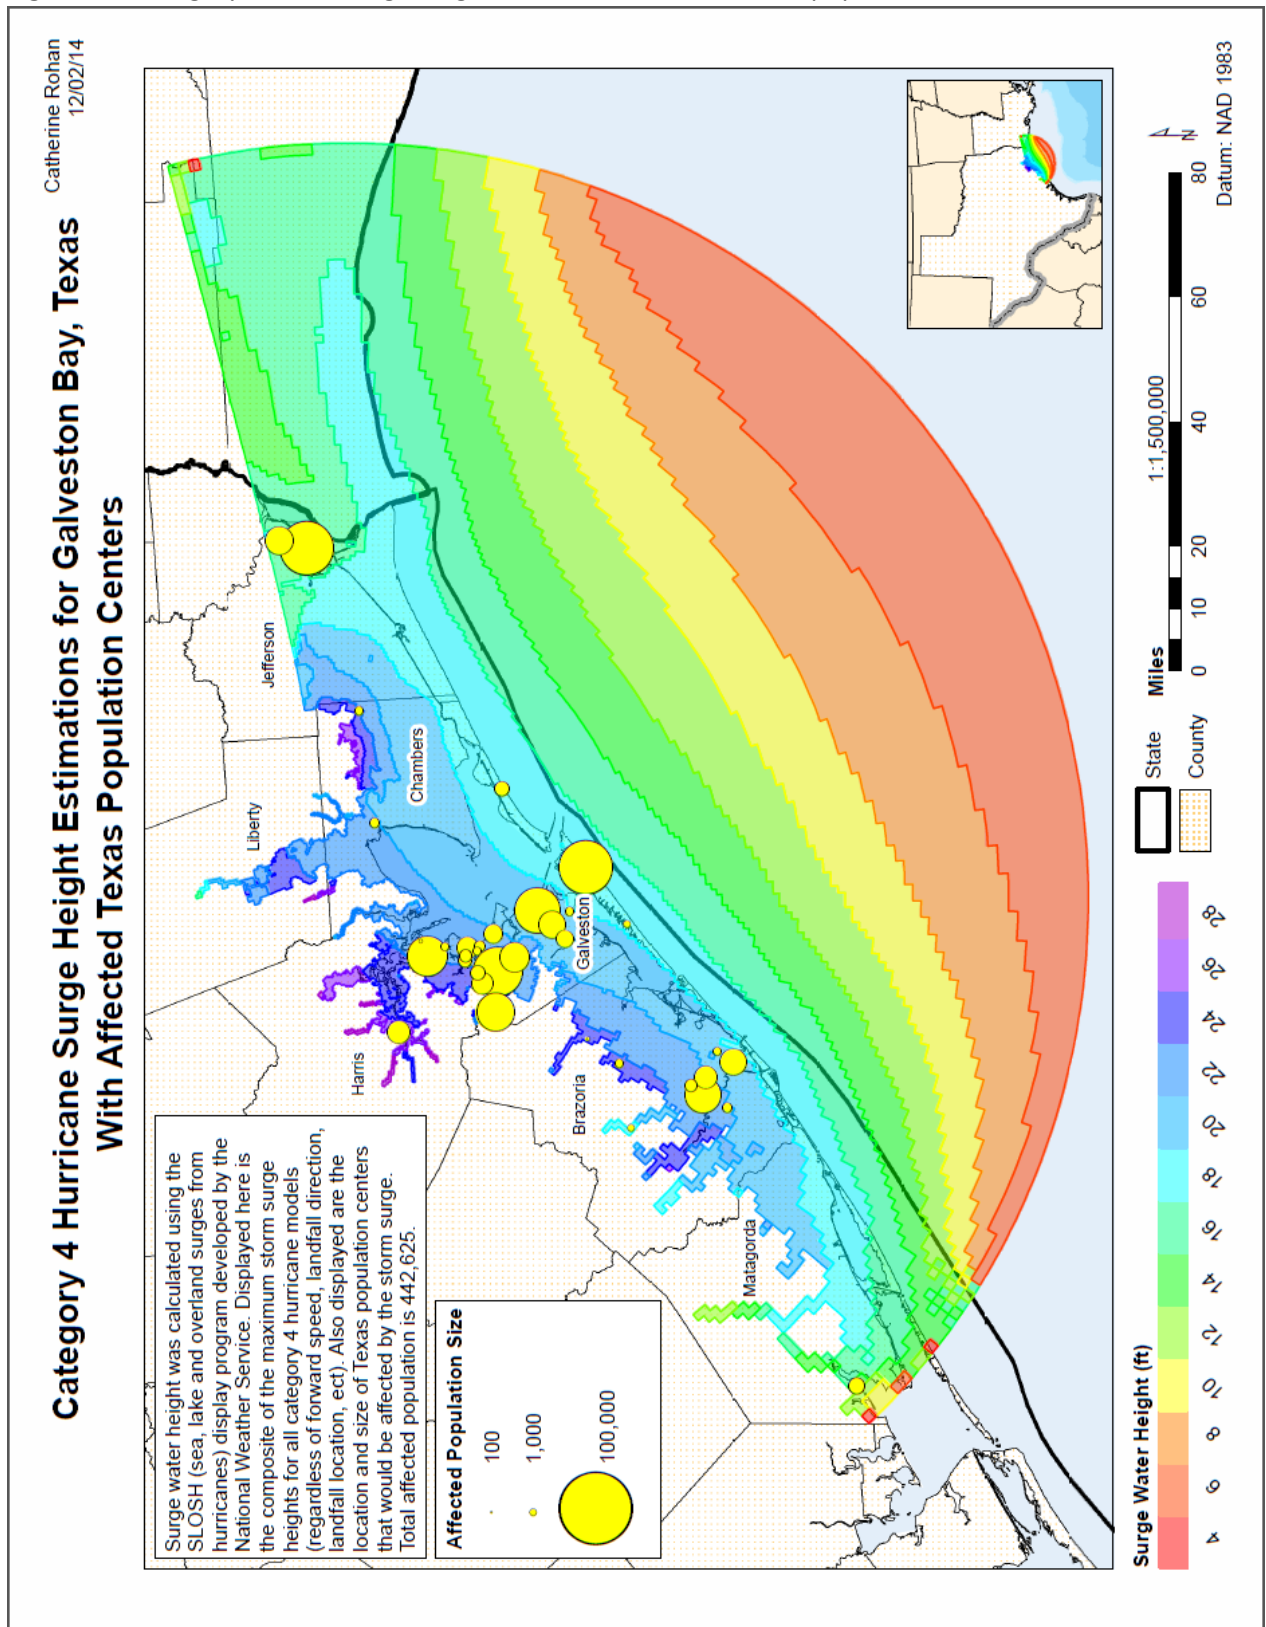 Category 4 Hurricane Surge Height Estimations for Galveston Bay, Texas
With Affected Texas Population Centers
Catherine Rohan
12/02/14
Surge water height was calculated using the
SLOSH (sea, lake and overland surges from
hurricanes) display program developed by the
National Weather Service. Displayed here is
the composite of the maximum storm surge
heights for all category 4 hurricane models
(regardless of forward speed, landfall direction,
landfall location, ect). Also displayed are the
location and size of Texas population centers
that would be affected by the storm surge.
Total affected population is 442,625.
Affected Population Size
100
1,000
100,000
Harris
Liberty
Jefferson
Chambers
Galveston
Brazoria
Matagorda
Surge Water Height (ft)
4 6 8 10 12 14 16 18 20 22 24 26 28
State
County
Miles
1:1,500,000
0 10 20 40 60 80
N
Datum: NAD 1983